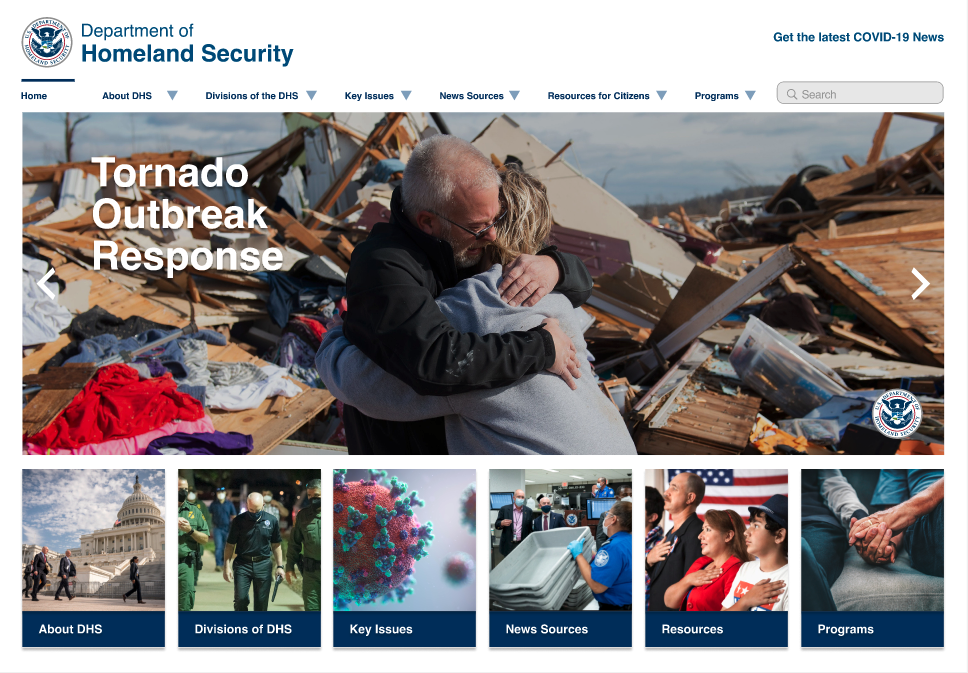 Department of
Homeland Security
Get the latest COVID-19 News
Home
About DHS
Divisions of the DHS
Key Issues
News Sources
Resources for Citizens
Programs
Search
Tornado
Outbreak
Response
About DHS
Divisions of DHS
Key Issues
News Sources
Resources
Programs